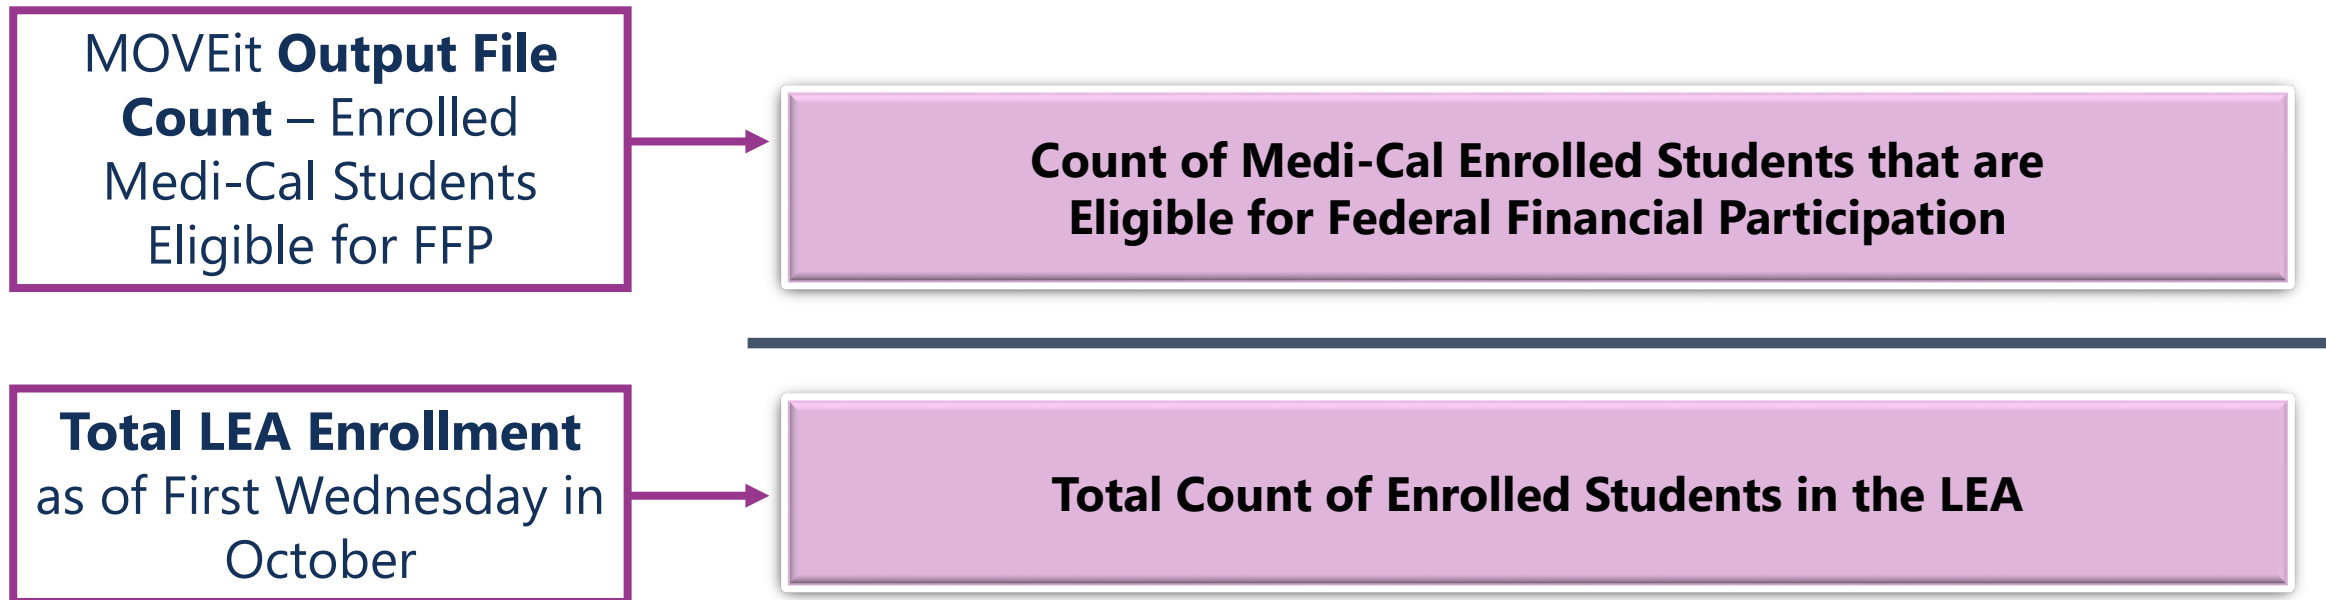 MOVEit Output File
Count – Enrolled
Medi-Cal Students
Eligible for FFP
Count of Medi-Cal Enrolled Students that are
Eligible for Federal Financial Participation
Total LEA Enrollment
as of First Wednesday in
October
Total Count of Enrolled Students in the LEA